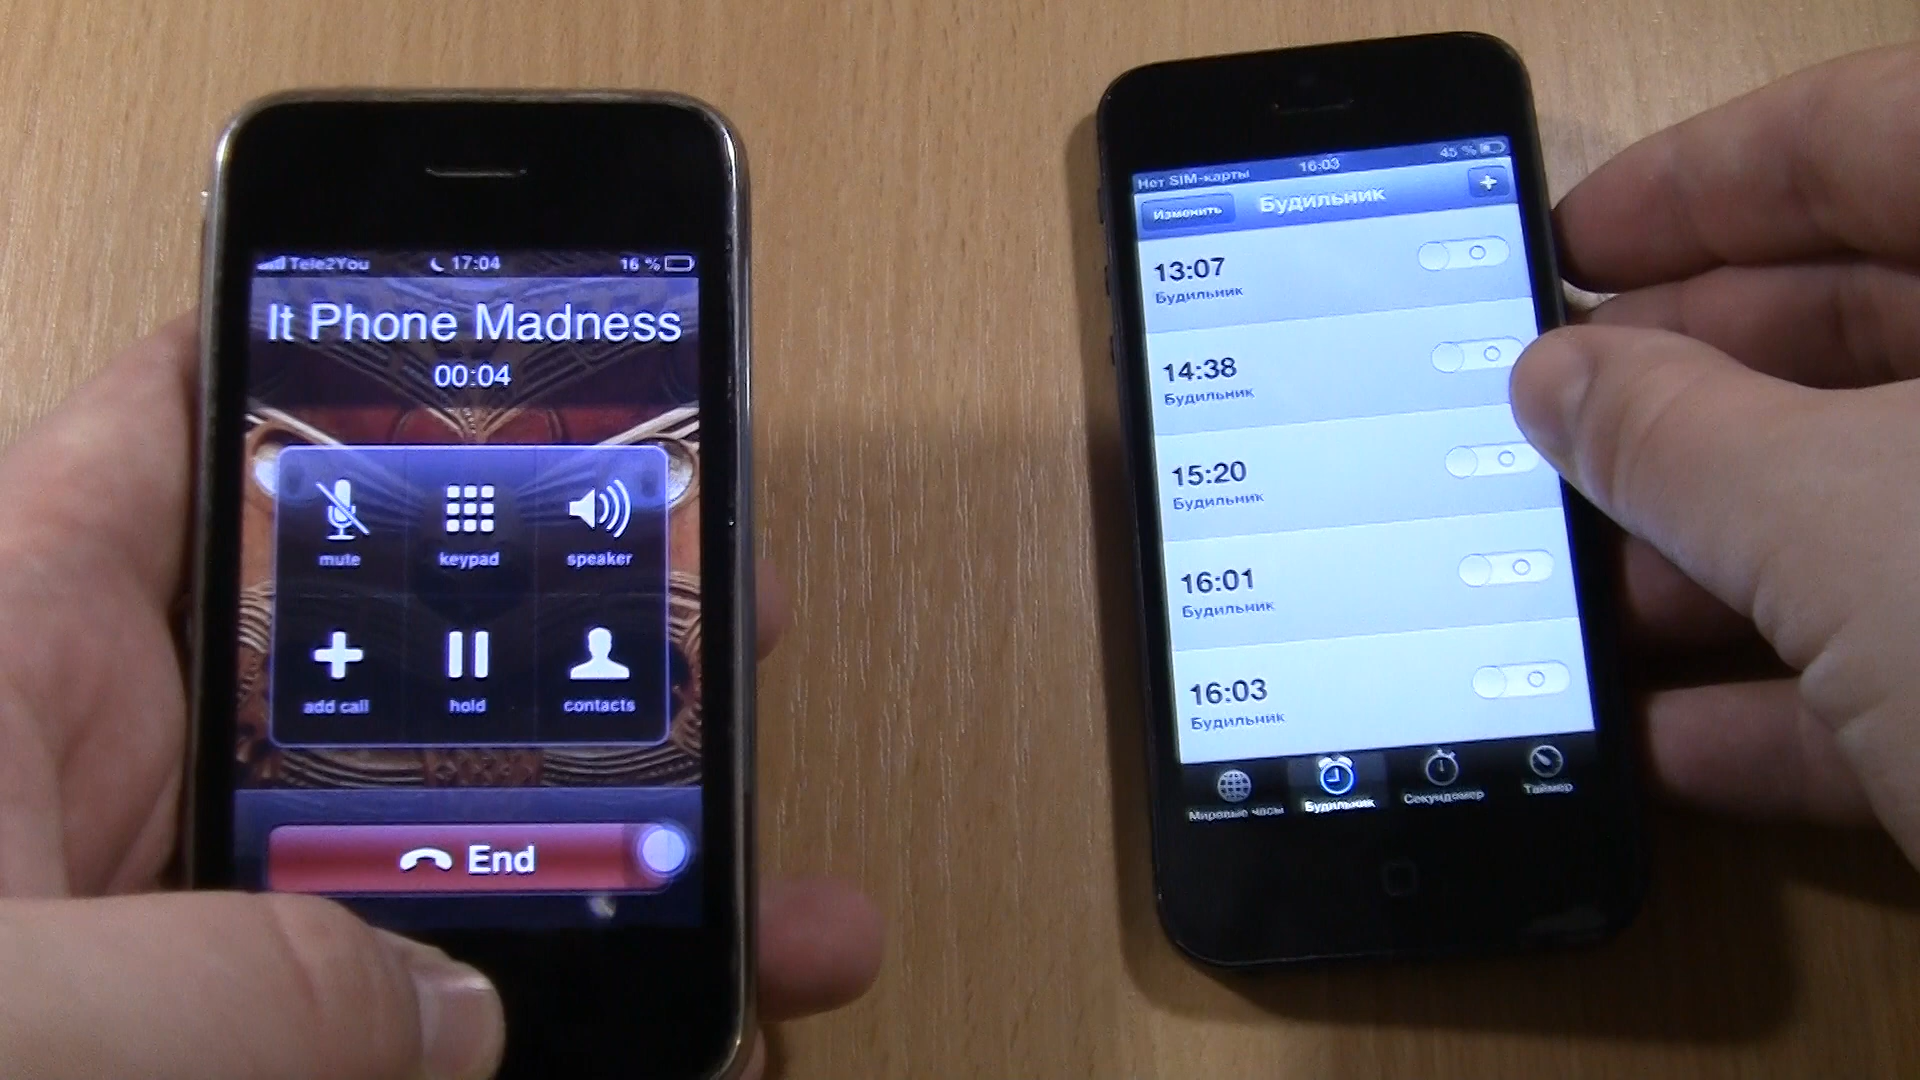 Tele2You 17:04 16 %
It Phone Madness
00:04
mute keypad speaker
add call hold contacts
End
Нет SIM-карты 16:03 45 %
Изменить Будильник +
13:07
Будильник
14:38
Будильник
15:20
Будильник
16:01
Будильник
16:03
Будильник
Мировые часы Будильник Секундомер Таймер